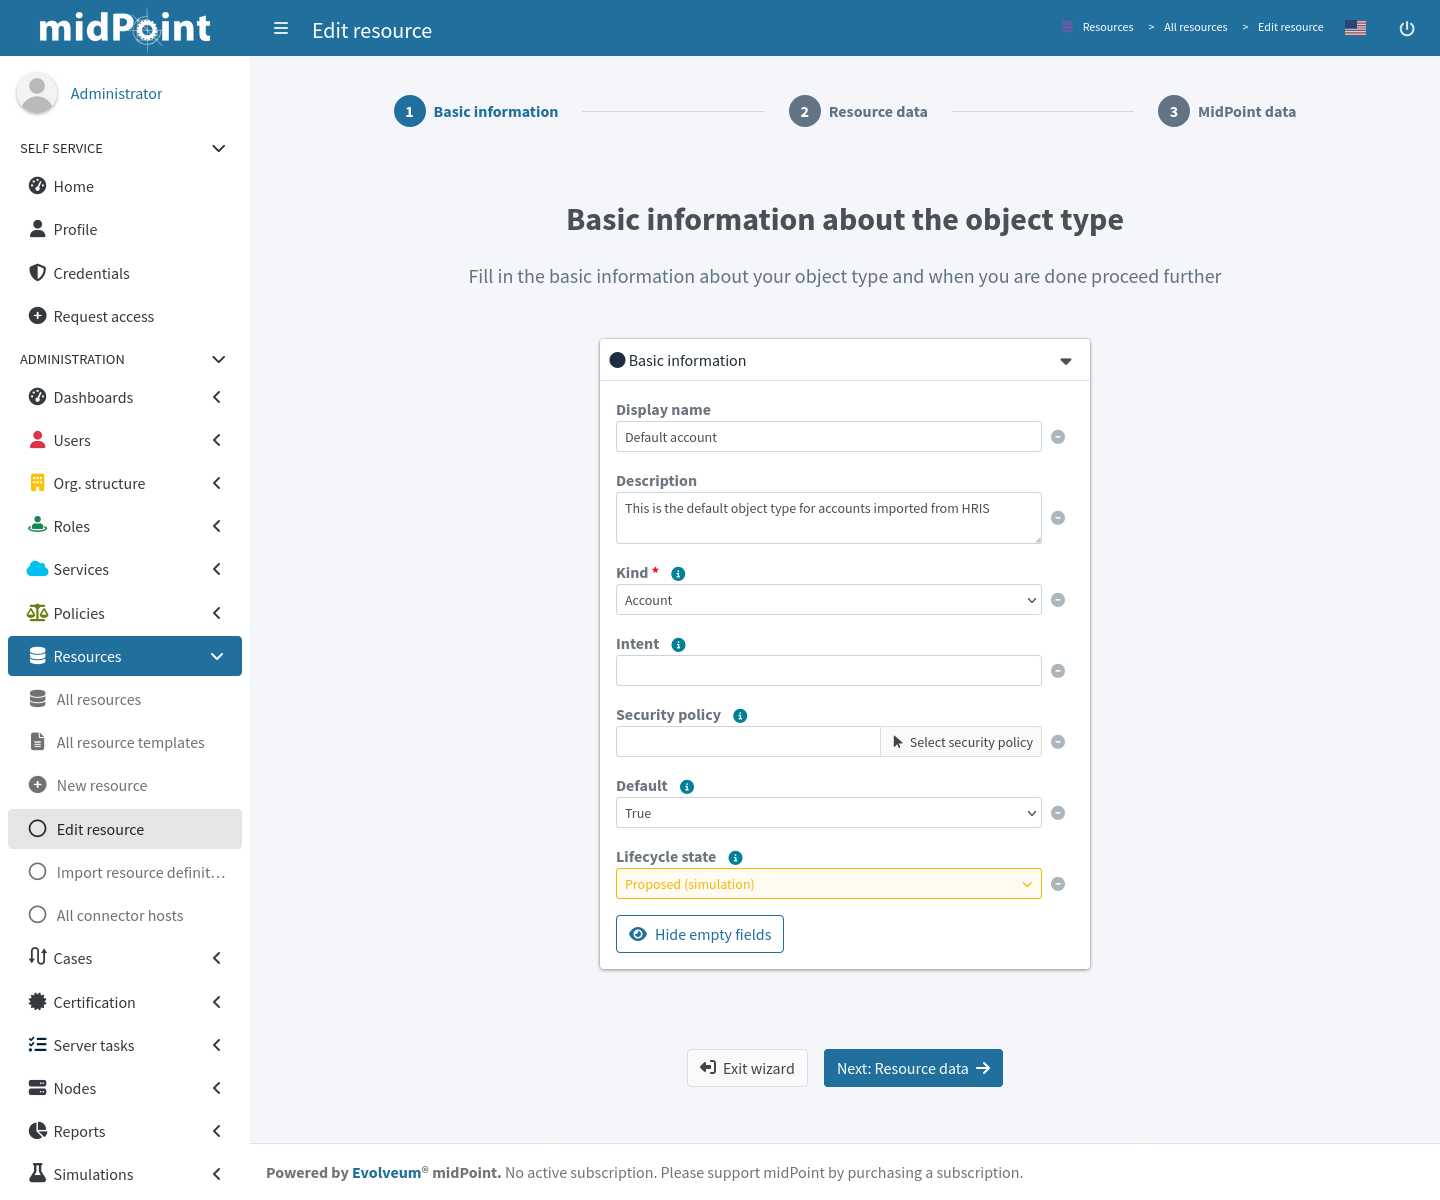 midPoint
Edit resource
Resources > All resources > Edit resource
Administrator
SELF SERVICE
Home
Profile
Credentials
Request access
ADMINISTRATION
Dashboards
Users
Org. structure
Roles
Services
Policies
Resources
All resources
All resource templates
New resource
Edit resource
Import resource definit...
All connector hosts
Cases
Certification
Server tasks
Nodes
Reports
Simulations
1 Basic information
2 Resource data
3 MidPoint data
Basic information about the object type
Fill in the basic information about your object type and when you are done proceed further
Basic information
Display name
Default account
Description
This is the default object type for accounts imported from HRIS
Kind *
Account
Intent
Security policy
Select security policy
Default
True
Lifecycle state
Proposed (simulation)
Hide empty fields
Exit wizard
Next: Resource data
Powered by Evolveum® midPoint. No active subscription. Please support midPoint by purchasing a subscription.